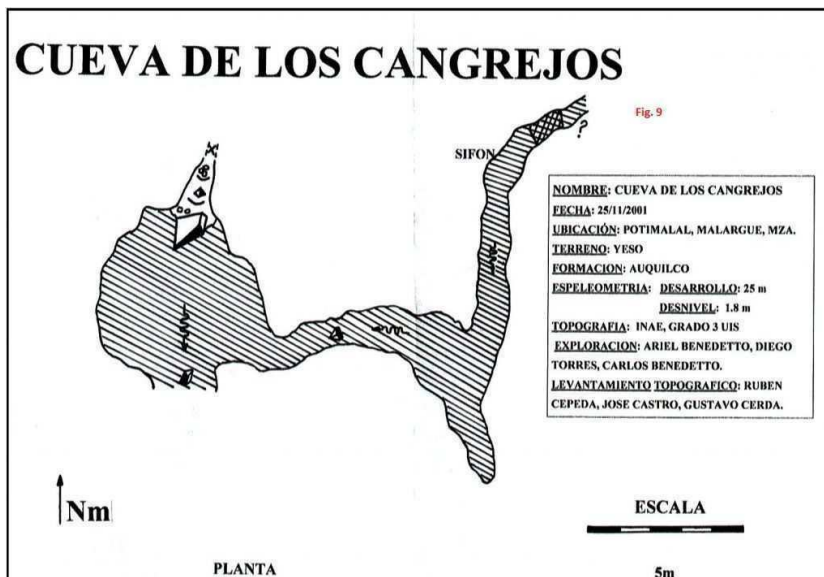 CUEVA DE LOS CANGREJOS
Fig. 9
SIFON
?
NOMBRE: CUEVA DE LOS CANGREJOS
FECHA: 25/11/2001
UBICACIÓN: POTIMALAL, MALARGUE, MZA.
TERRENO: YESO
FORMACION: AUQUILCO
ESPELEOMETRIA: DESARROLLO: 25 m
DESNIVEL: 1.8 m
TOPOGRAFIA: INAE, GRADO 3 UIS
EXPLORACION: ARIEL BENEDETTO, DIEGO
TORRES, CARLOS BENEDETTO.
LEVANTAMIENTO TOPOGRAFICO: RUBEN
CEPEDA, JOSE CASTRO, GUSTAVO CERDA.
Nm
ESCALA
PLANTA
5m